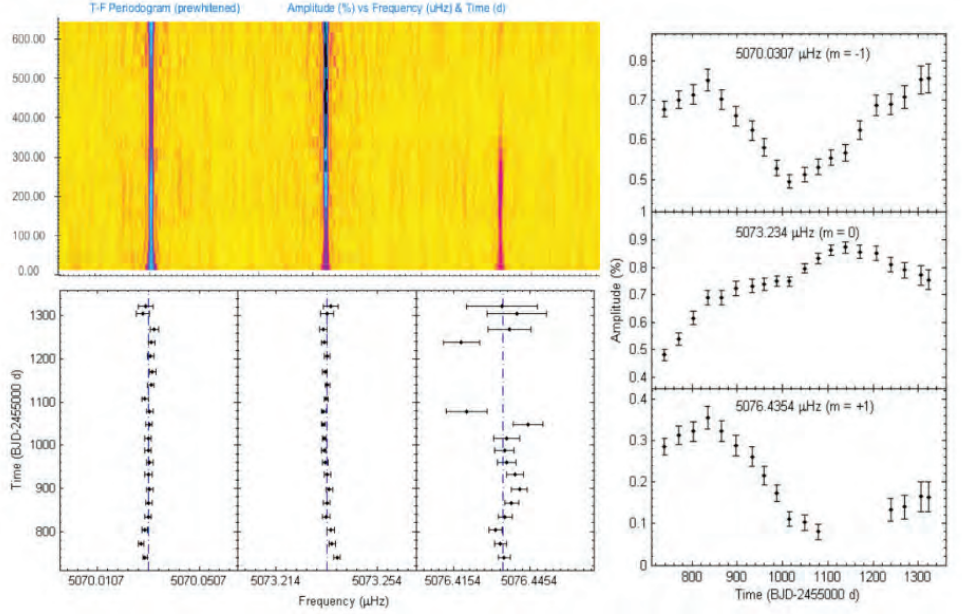 T-F Periodogram (prewhitened) Amplitude (%) vs Frequency (uHz) & Time (d)
600.00
500.00
400.00
300.00
200.00
100.00
0.00
1300
1200
1100
1000
900
800
Time (BJD-2455000 d)
5070.0107 5070.0507 5073.214 5073.254 5076.4154 5076.4454
Frequency (μHz)
5070.0307 μHz (m = -1)
0.8
0.7
0.6
0.5
1
5073.234 μHz (m = 0)
0.9
0.8
0.7
0.6
0.5
0.4
Amplitude (%)
5076.4354 μHz (m = +1)
0.4
0.3
0.2
0.1
0
800 900 1000 1100 1200 1300
Time (BJD-2455000 d)